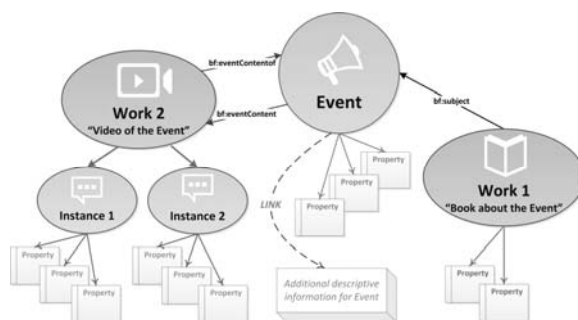 bf:eventContentof
Event
bf:eventContent
bf:subject
Work 2
"Video of the Event"
Work 1
"Book about the Event"
Instance 1
Instance 2
LINK
Property
Property
Property
Property
Property
Property
Property
Property
Property
Property
Property
Additional descriptive
information for Event